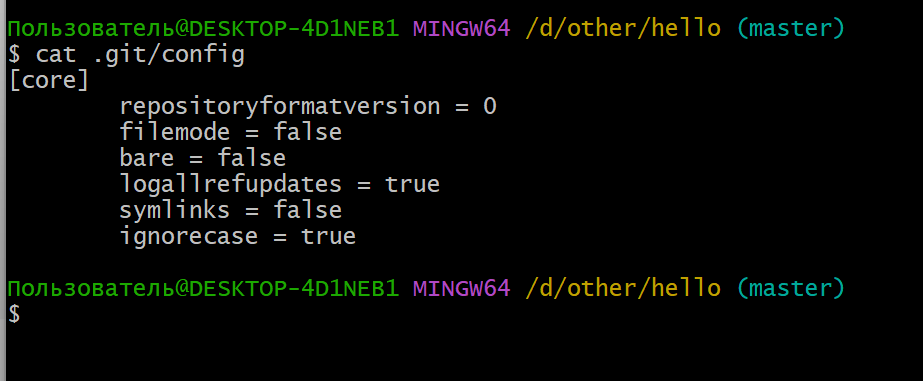 Пользователь@DESKTOP-4D1NEB1 MINGW64 /d/other/hello (master)
$ cat .git/config
[core]
        repositoryformatversion = 0
        filemode = false
        bare = false
        logallrefupdates = true
        symlinks = false
        ignorecase = true

Пользователь@DESKTOP-4D1NEB1 MINGW64 /d/other/hello (master)
$